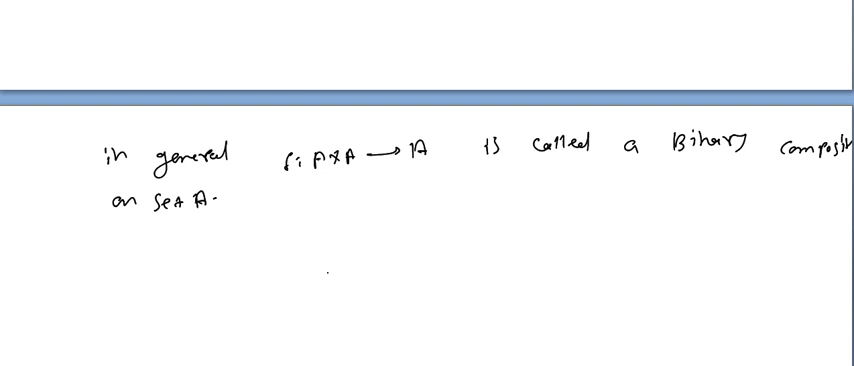 in general f: A×A → A is called a Binary composit
on set A.